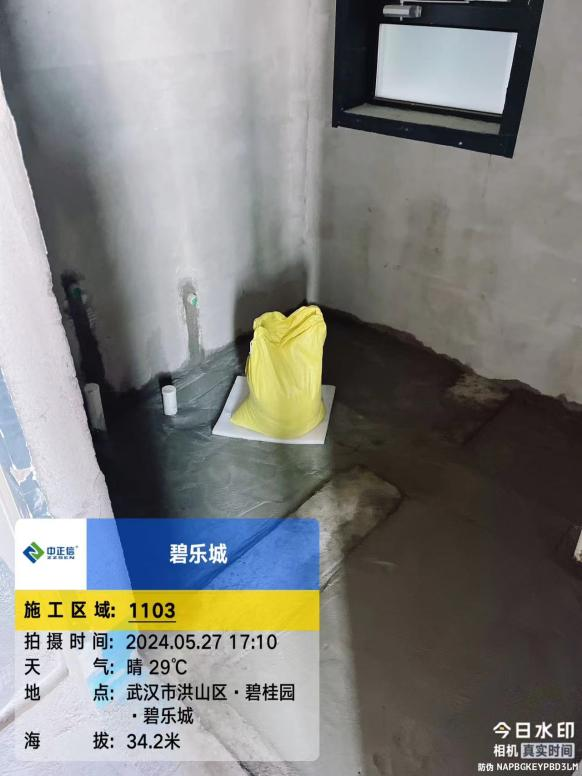 中正信®
ZZSEN
碧乐城
施工区域: 1103
拍摄时间: 2024.05.27 17:10
天气: 晴 29℃
地点: 武汉市洪山区·碧桂园
·碧乐城
海拔: 34.2米
今日水印
相机 真实时间
防伪 NAPBGKEYPBD3LM